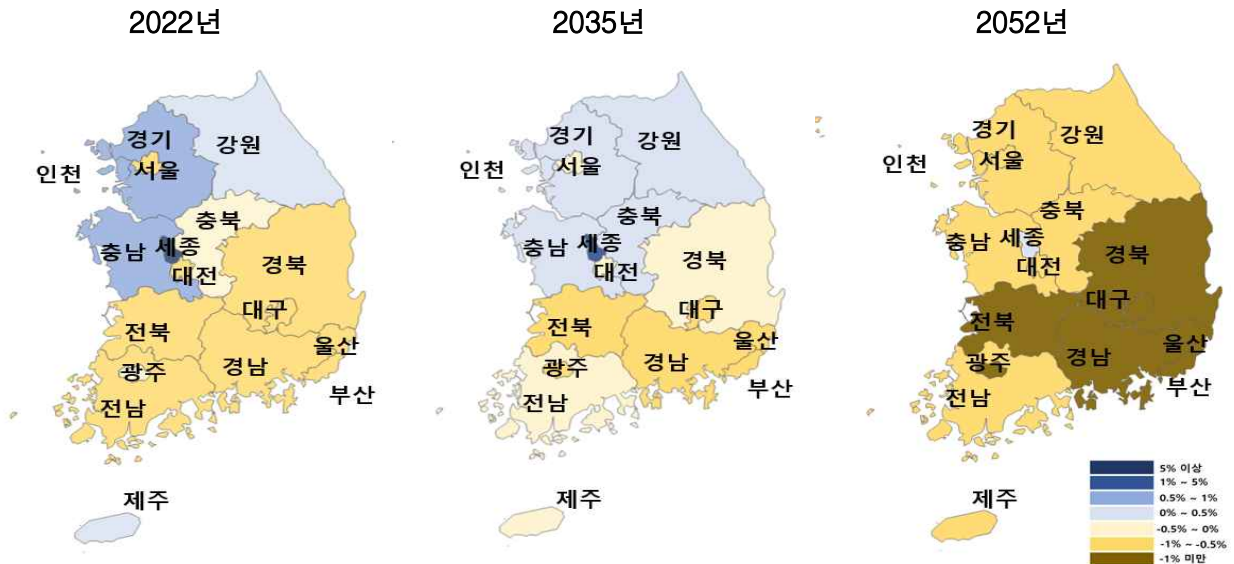 2022년
2035년
2052년
경기
강원
인천
서울
충북
충남
세종
대전
경북
대구
전북
울산
광주
경남
부산
전남
제주
경기
강원
인천
서울
충북
충남
세종
대전
경북
대구
전북
울산
광주
경남
부산
전남
제주
경기
강원
인천
서울
충북
충남
세종
대전
경북
대구
전북
울산
광주
경남
부산
전남
제주
5% 이상
1% ~ 5%
0.5% ~ 1%
0% ~ 0.5%
-0.5% ~ 0%
-1% ~ -0.5%
-1% 미만